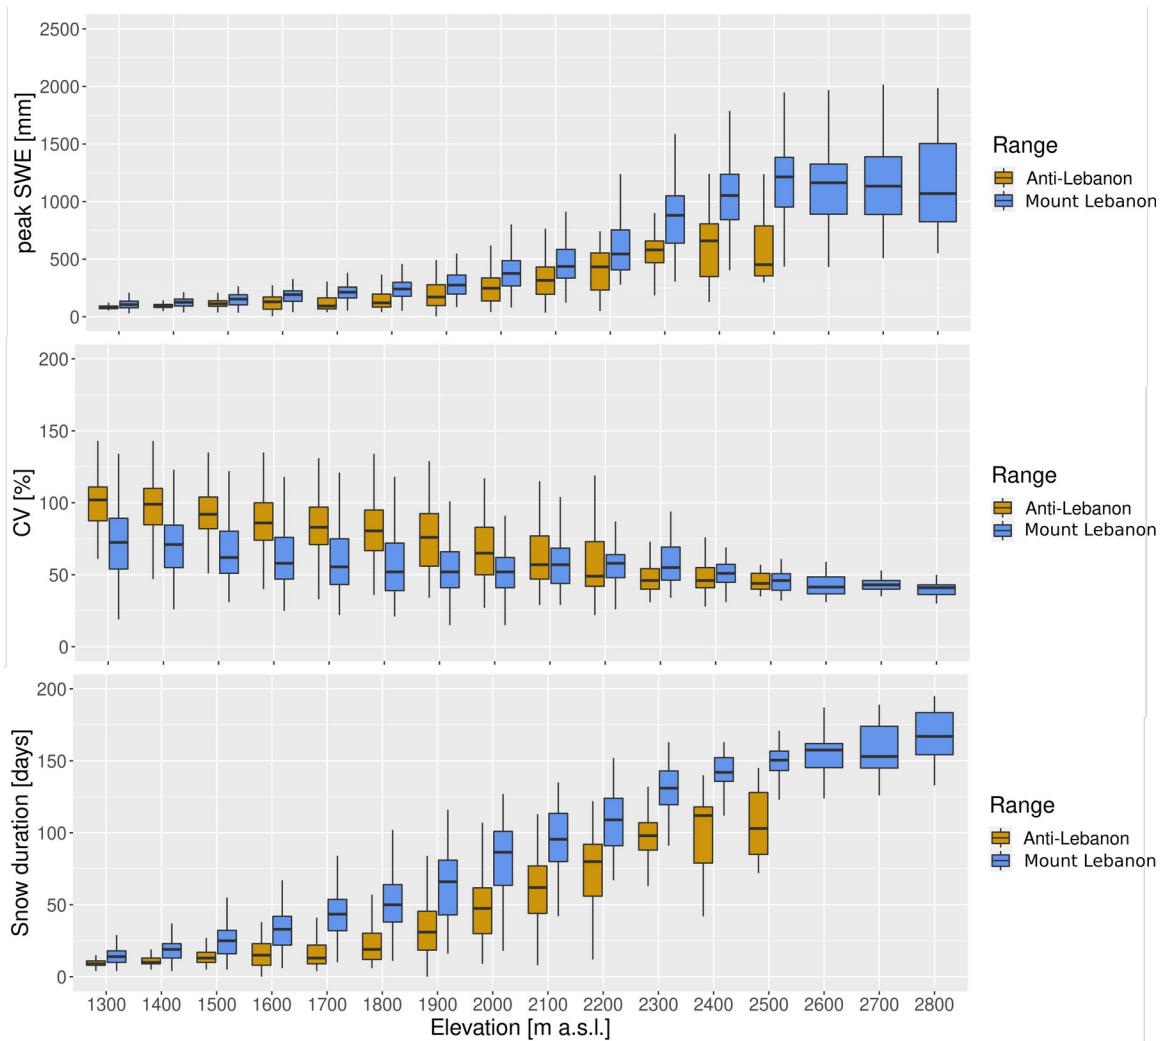 2500
2000
1500
1000
500
0
peak SWE [mm]
Range
Anti-Lebanon
Mount Lebanon
200
150
100
50
0
CV [%]
Range
Anti-Lebanon
Mount Lebanon
200
150
100
50
0
Snow duration [days]
Range
Anti-Lebanon
Mount Lebanon
1300 1400 1500 1600 1700 1800 1900 2000 2100 2200 2300 2400 2500 2600 2700 2800
Elevation [m a.s.l.]